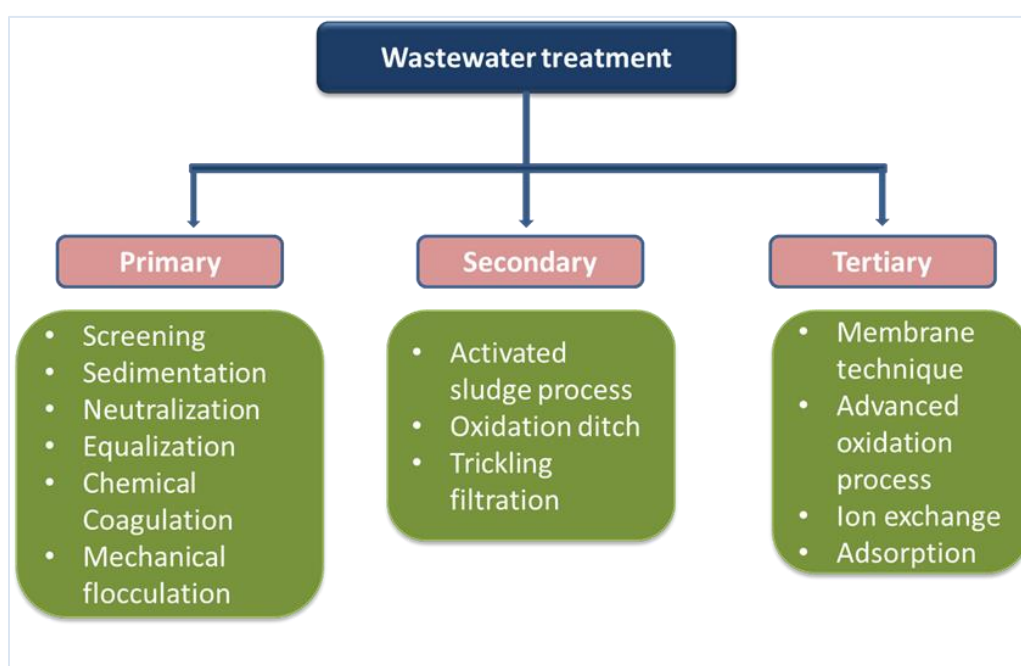 Wastewater treatment
Primary
Secondary
Tertiary
• Screening
• Sedimentation
• Neutralization
• Equalization
• Chemical
Coagulation
• Mechanical
flocculation
• Activated
sludge process
• Oxidation ditch
• Trickling
filtration
• Membrane
technique
• Advanced
oxidation
process
• Ion exchange
• Adsorption